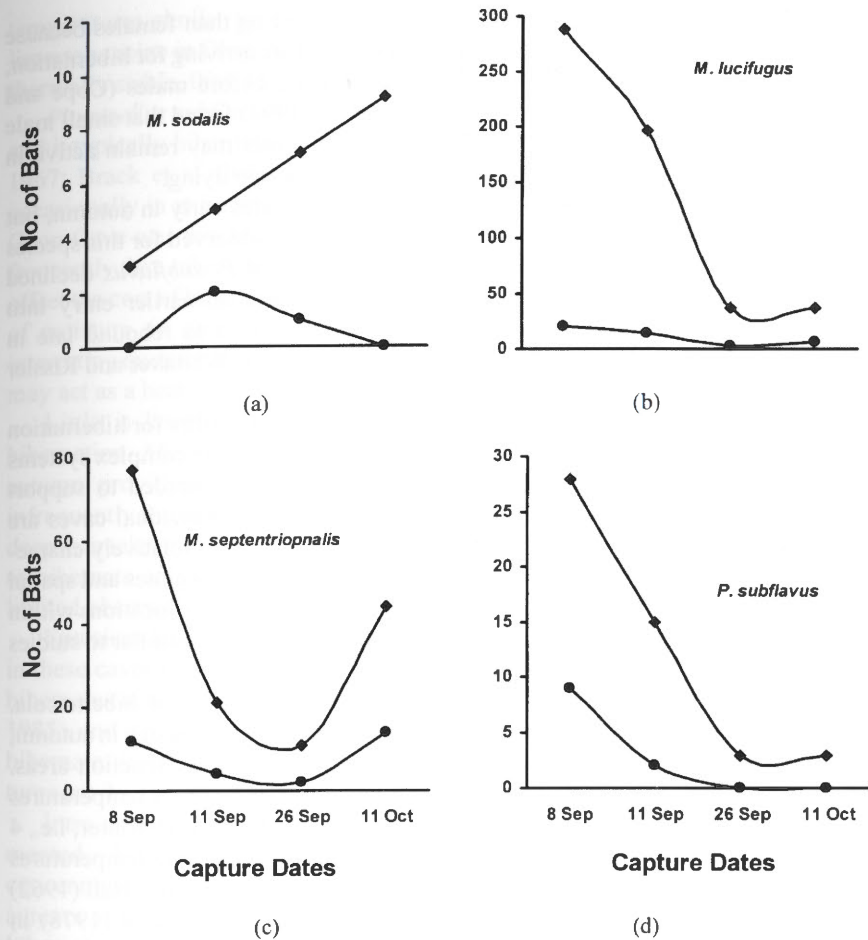 12
10
8
6
4
2
0
No. of Bats
M. sodalis
(a)
300
250
200
150
100
50
0
M. lucifugus
(b)
80
60
40
20
0
No. of Bats
M. septentriopnalis
8 Sep 11 Sep 26 Sep 11 Oct
Capture Dates
(c)
30
25
20
15
10
5
0
P. subflavus
8 Sep 11 Sep 26 Sep 11 Oct
Capture Dates
(d)